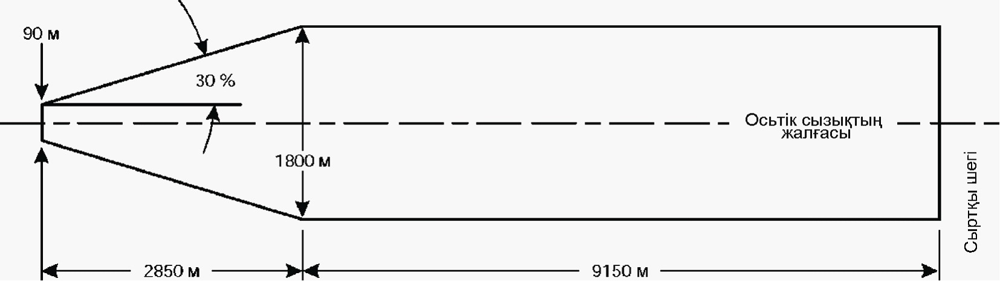 90 м
30 %
Осьтік сызықтың
жалғасы
1800 м
Сыртқы шегі
2850 м
9150 м